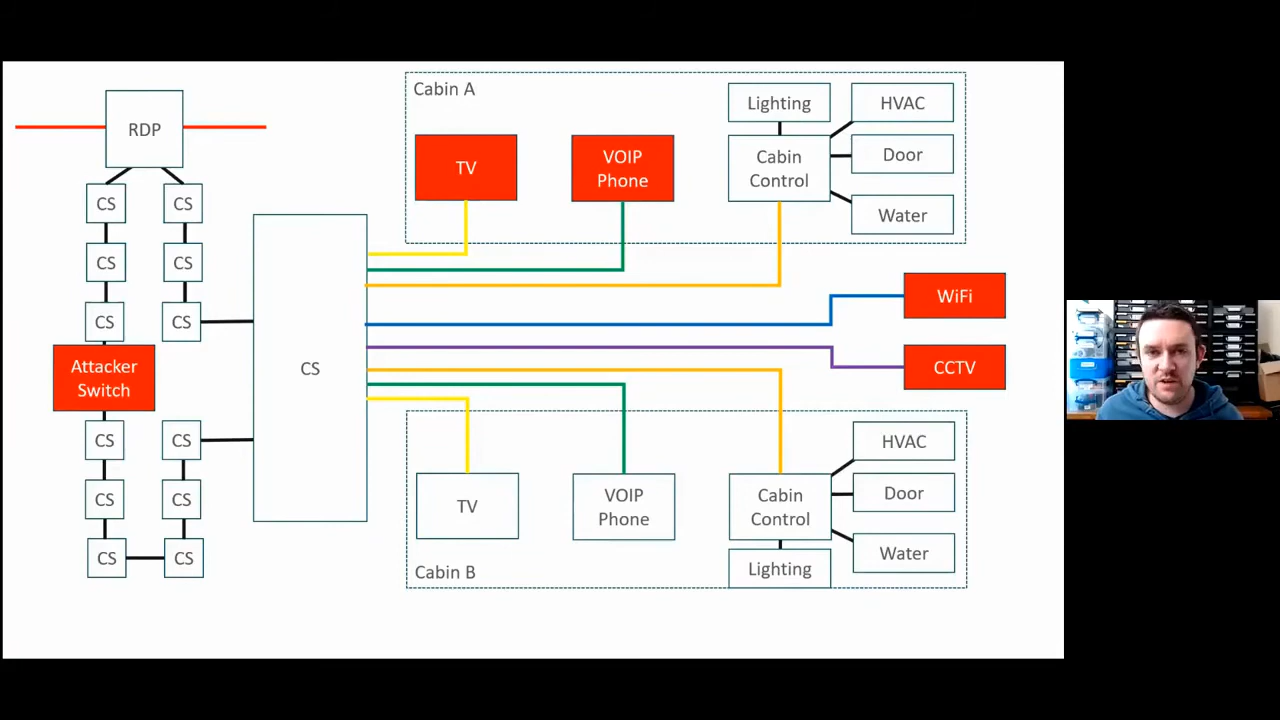 RDP
CS
CS
CS
CS
CS
CS
Attacker
Switch
CS
CS
CS
CS
CS
CS
CS
Cabin A
TV
VOIP
Phone
Cabin
Control
Lighting
HVAC
Door
Water
WiFi
CCTV
Cabin B
TV
VOIP
Phone
Cabin
Control
Lighting
HVAC
Door
Water